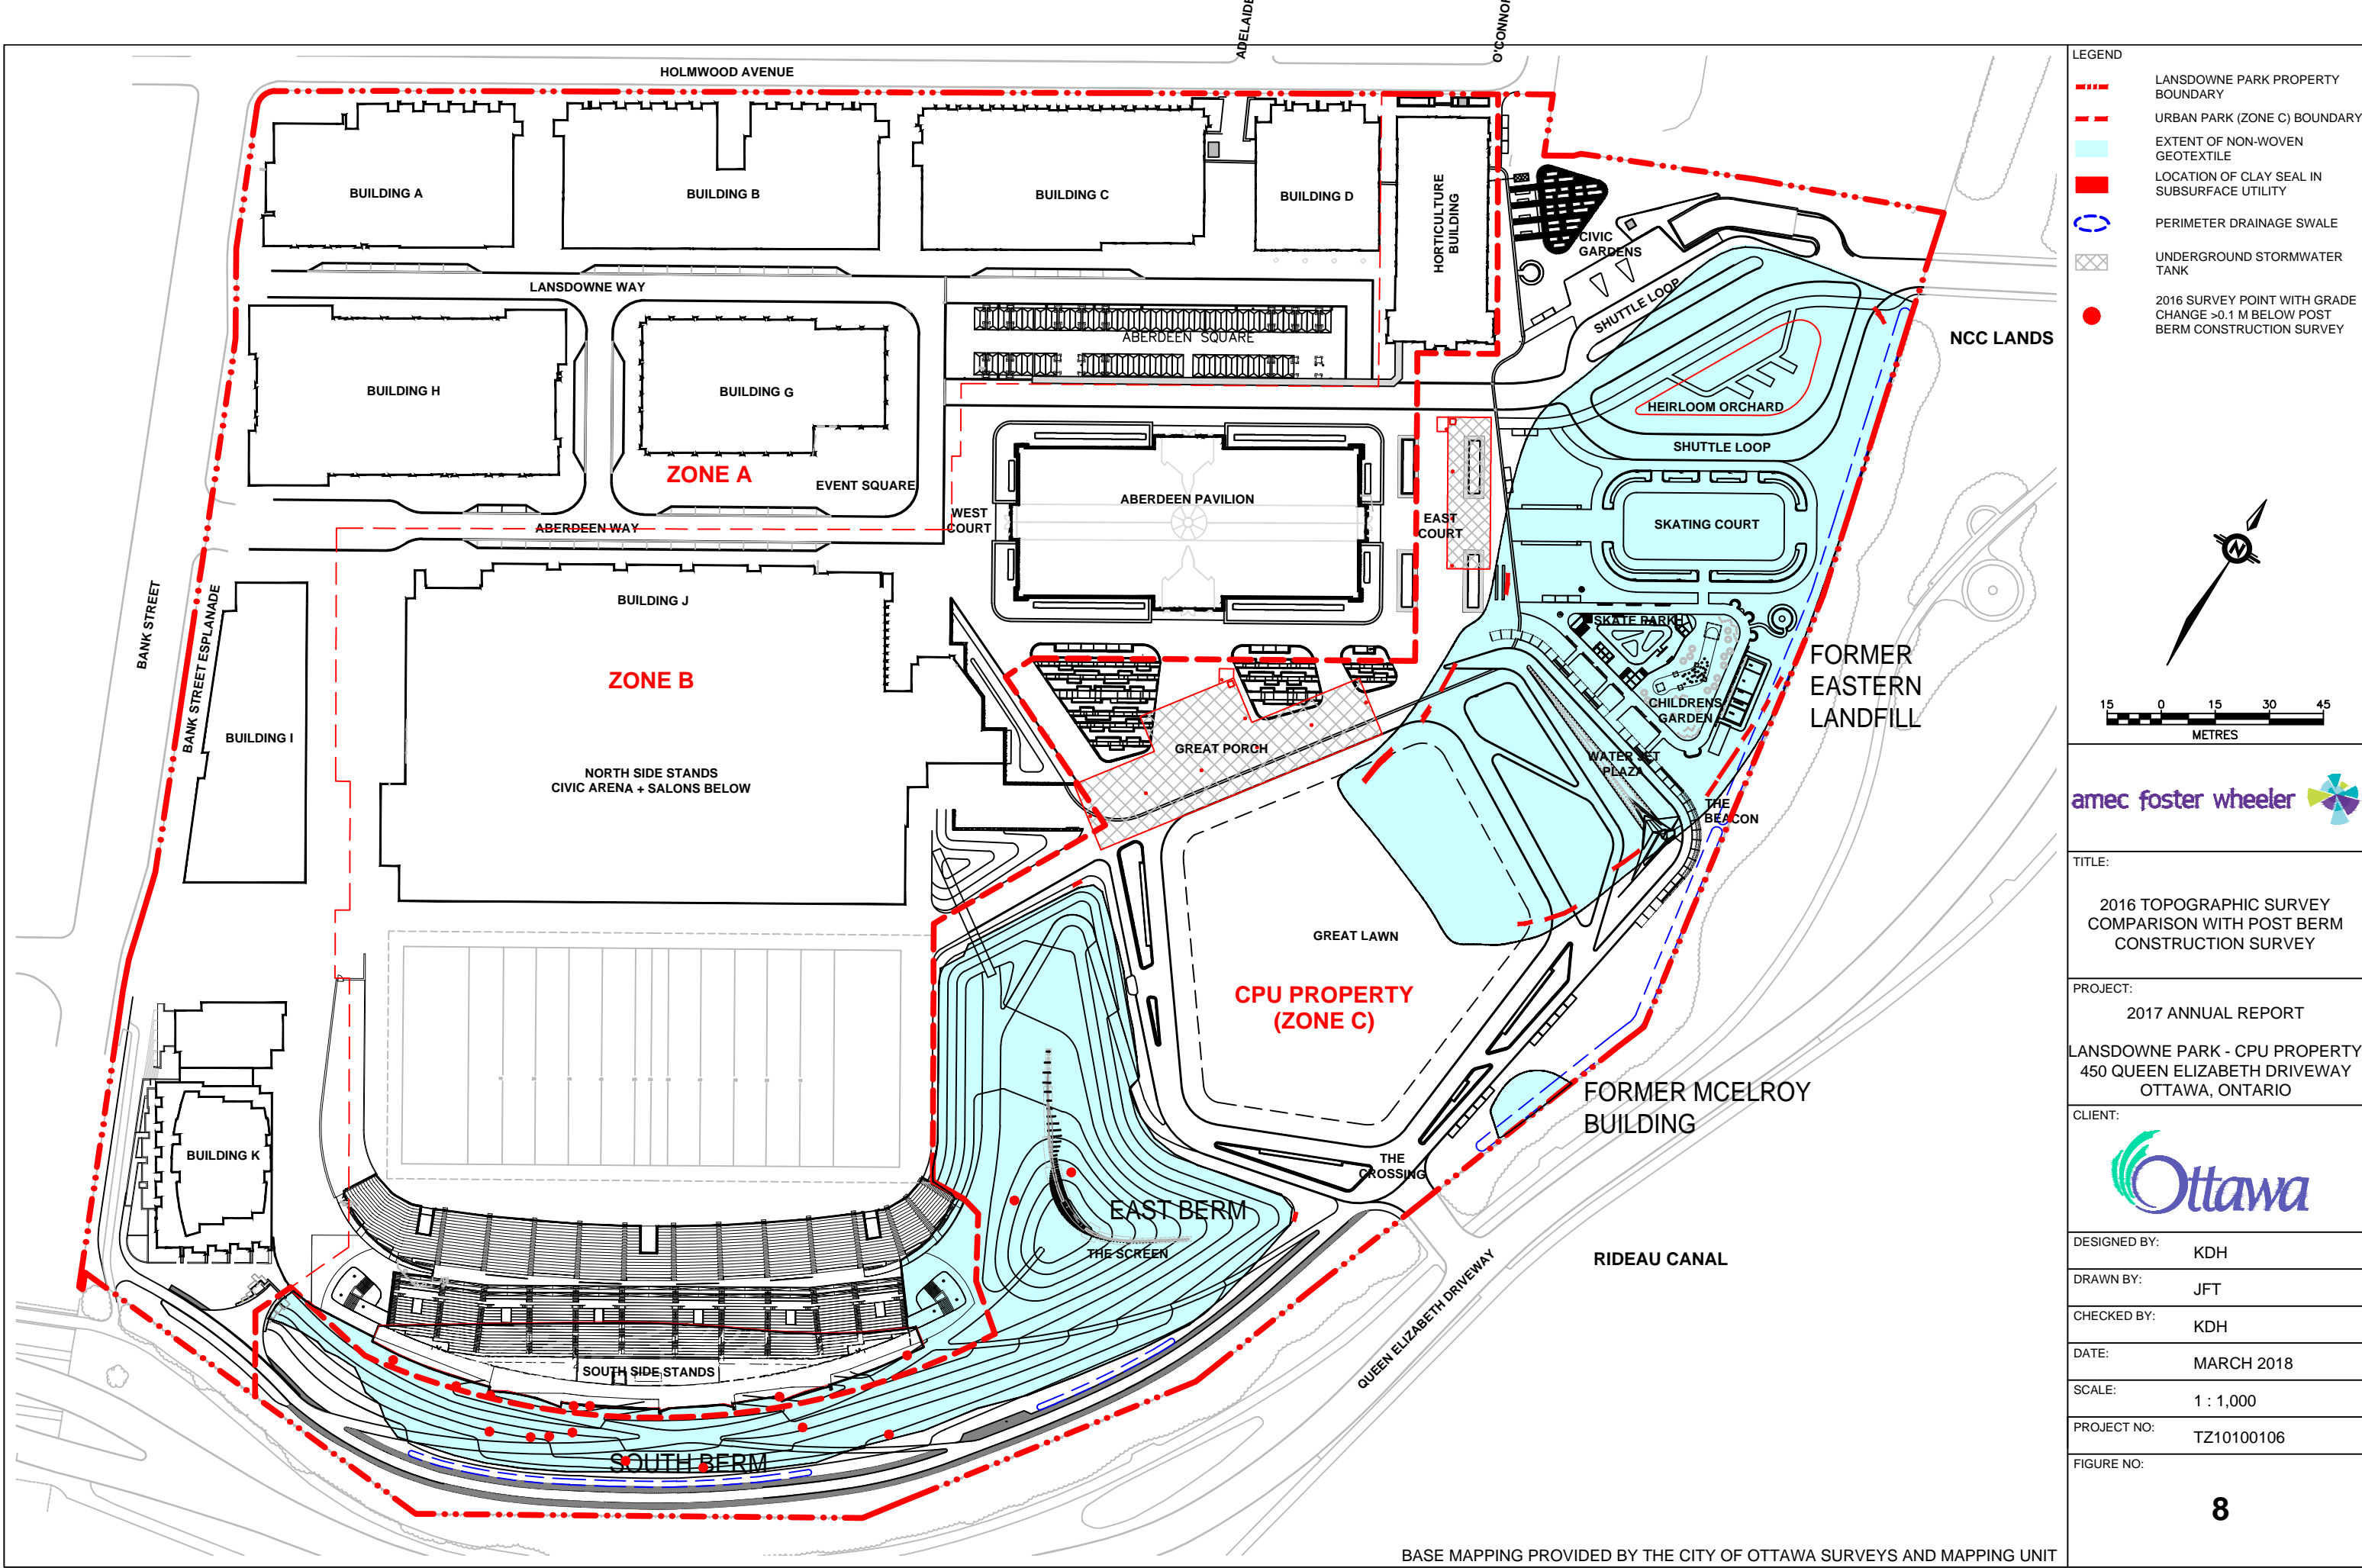 ADELAIDE
O'CONNOR
HOLMWOOD AVENUE
BUILDING A
BUILDING B
BUILDING C
BUILDING D
HORTICULTURE
BUILDING
CIVIC
GARDENS
SHUTTLE LOOP
LANSDOWNE WAY
ABERDEEN SQUARE
NCC LANDS
BUILDING H
BUILDING G
HEIRLOOM ORCHARD
SHUTTLE LOOP
ZONE A
EVENT SQUARE
ABERDEEN PAVILION
WEST
COURT
EAST
COURT
SKATING COURT
ABERDEEN WAY
BANK STREET
BANK STREET ESPLANADE
BUILDING J
SKATE PARK
ZONE B
FORMER
EASTERN
LANDFILL
CHILDRENS
GARDEN
BUILDING I
GREAT PORCH
WATER JET
PLAZA
NORTH SIDE STANDS
CIVIC ARENA + SALONS BELOW
THE
BEACON
GREAT LAWN
CPU PROPERTY
(ZONE C)
FORMER MCELROY
BUILDING
BUILDING K
THE
CROSSING
EAST BERM
THE SCREEN
RIDEAU CANAL
QUEEN ELIZABETH DRIVEWAY
SOUTH SIDE STANDS
SOUTH BERM
BASE MAPPING PROVIDED BY THE CITY OF OTTAWA SURVEYS AND MAPPING UNIT
LEGEND
LANSDOWNE PARK PROPERTY
BOUNDARY
URBAN PARK (ZONE C) BOUNDARY
EXTENT OF NON-WOVEN
GEOTEXTILE
LOCATION OF CLAY SEAL IN
SUBSURFACE UTILITY
PERIMETER DRAINAGE SWALE
UNDERGROUND STORMWATER
TANK
2016 SURVEY POINT WITH GRADE
CHANGE >0.1 M BELOW POST
BERM CONSTRUCTION SURVEY
N
15 0 15 30 45
METRES
amec foster wheeler
TITLE:
2016 TOPOGRAPHIC SURVEY
COMPARISON WITH POST BERM
CONSTRUCTION SURVEY
PROJECT:
2017 ANNUAL REPORT
LANSDOWNE PARK - CPU PROPERTY
450 QUEEN ELIZABETH DRIVEWAY
OTTAWA, ONTARIO
CLIENT:
Ottawa
DESIGNED BY:
KDH
DRAWN BY:
JFT
CHECKED BY:
KDH
DATE:
MARCH 2018
SCALE:
1 : 1,000
PROJECT NO:
TZ10100106
FIGURE NO:
8